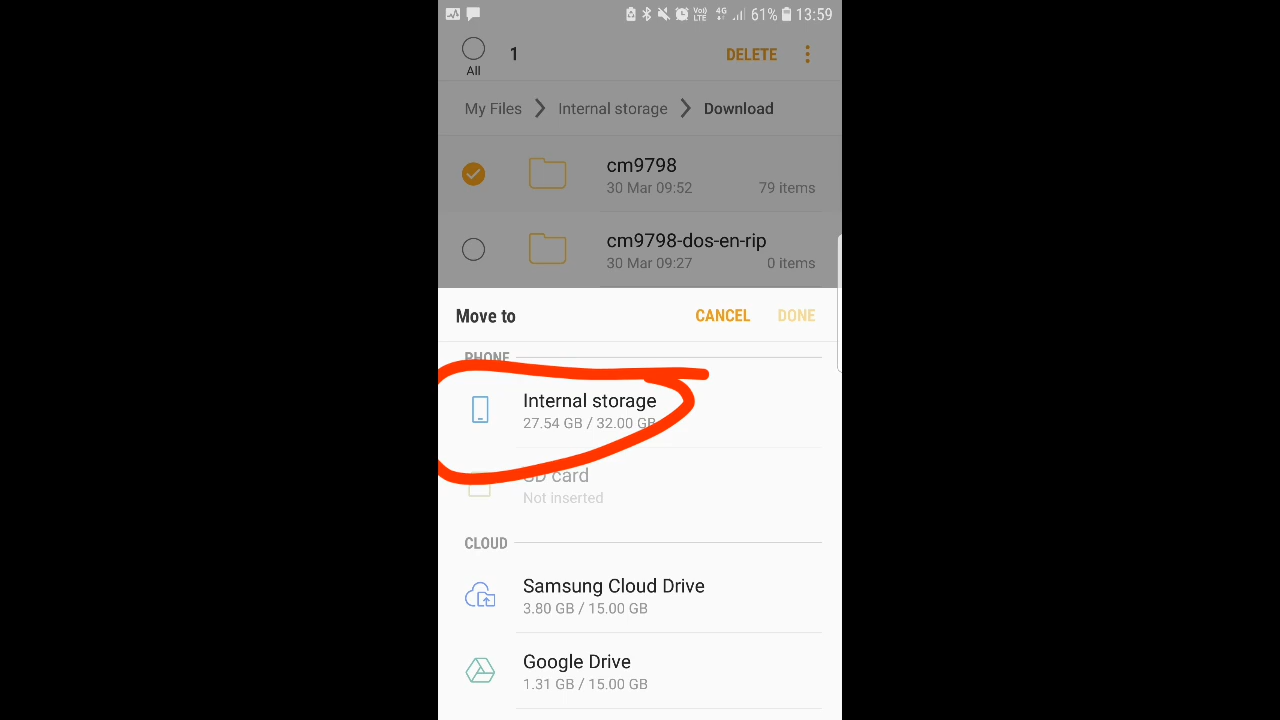 Vo)) LTE 4G 61% 13:59
All 1 DELETE
My Files Internal storage Download
cm9798
30 Mar 09:52 79 items
cm9798-dos-en-rip
30 Mar 09:27 0 items
Move to CANCEL DONE
PHONE
Internal storage
27.54 GB / 32.00 GB
SD card
Not inserted
CLOUD
Samsung Cloud Drive
3.80 GB / 15.00 GB
Google Drive
1.31 GB / 15.00 GB